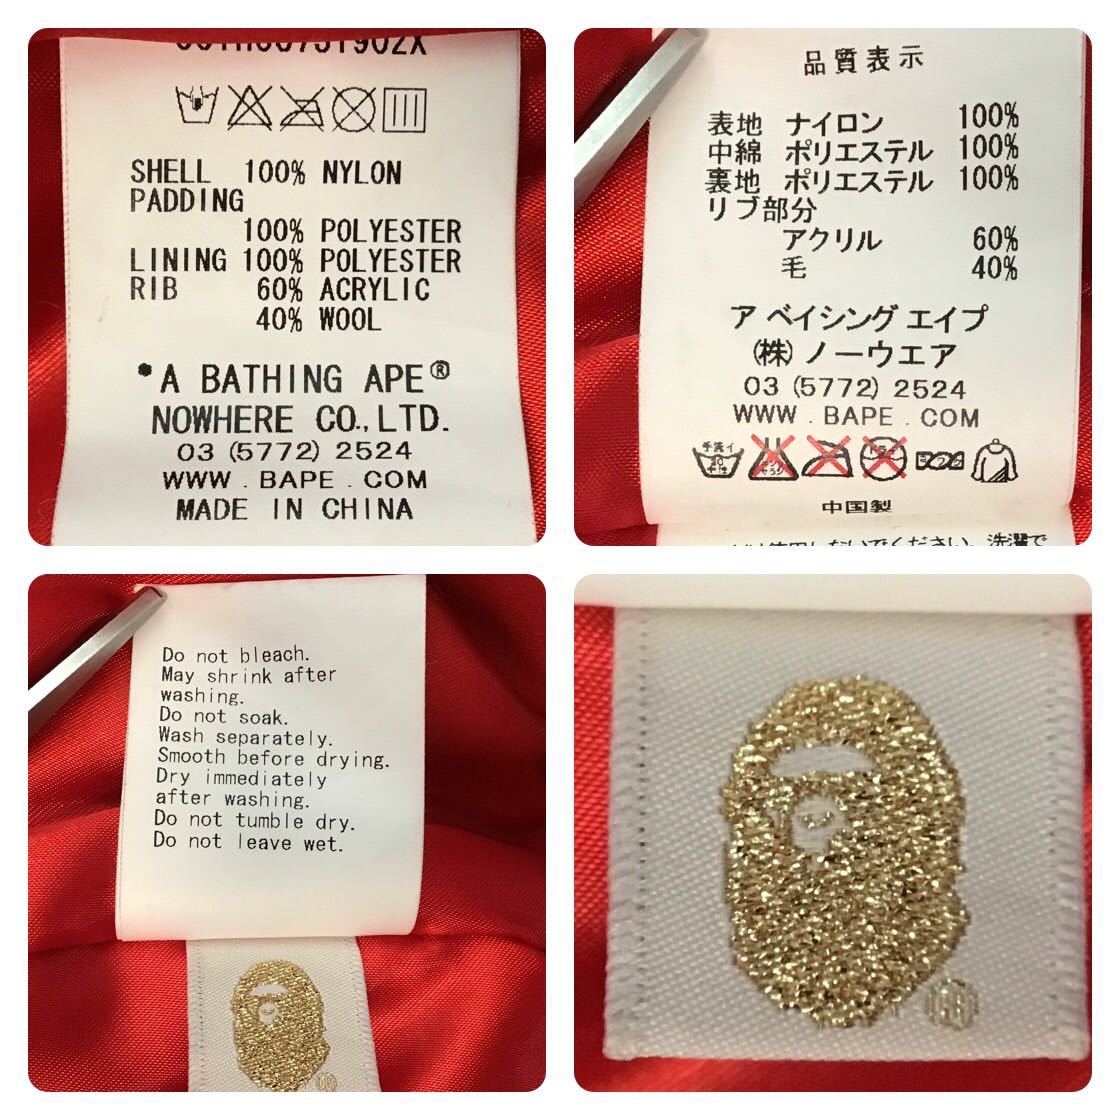 SHELL 100% NYLON
PADDING
100% POLYESTER
LINING 100% POLYESTER
RIB 60% ACRYLIC
40% WOOL
A BATHING APE®
NOWHERE CO., LTD.
03 (5772) 2524
WWW . BAPE . COM
MADE IN CHINA
品質表示
表地 ナイロン 100%
中綿 ポリエステル 100%
裏地 ポリエステル 100%
リブ部分
アクリル 60%
毛 40%
ア ベイシング エイプ
(株) ノーウエア
03 (5772) 2524
WWW . BAPE . COM
中国製
Do not bleach.
May shrink after
washing.
Do not soak.
Wash separately.
Smooth before drying.
Dry immediately
after washing.
Do not tumble dry.
Do not leave wet.